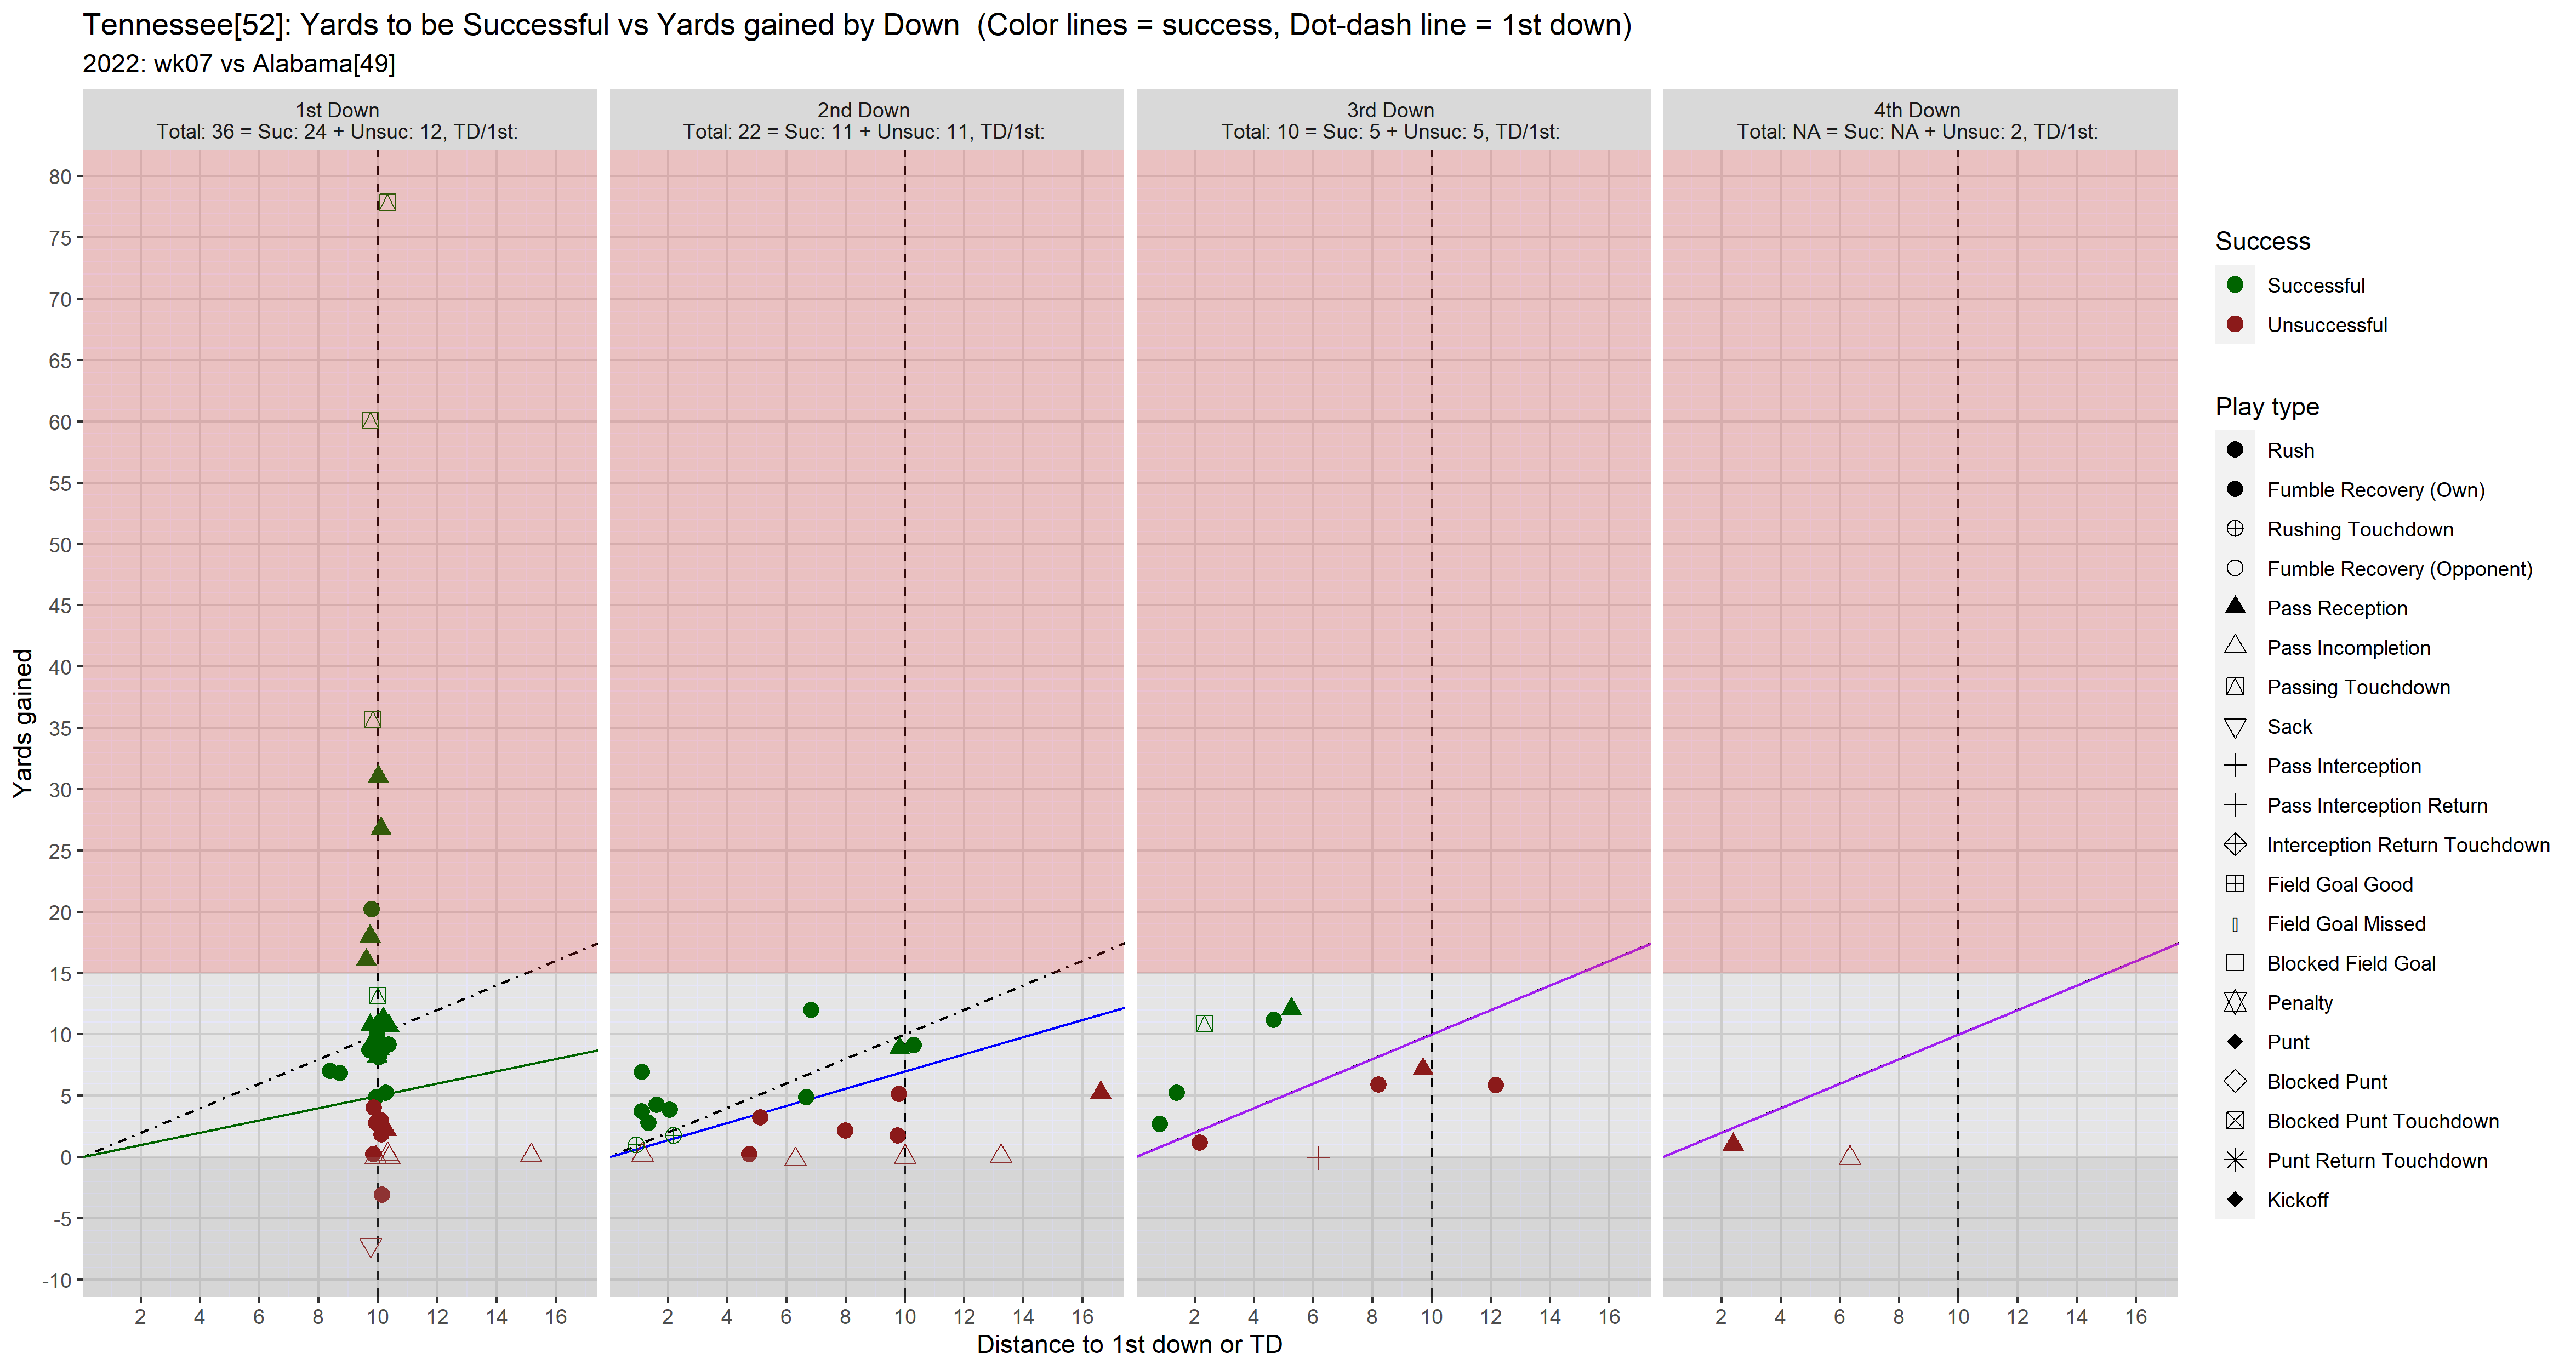 Tennessee[52]: Yards to be Successful vs Yards gained by Down  (Color lines = success, Dot-dash line = 1st down)
2022: wk07 vs Alabama[49]
1st Down
Total: 36 = Suc: 24 + Unsuc: 12, TD/1st:
2nd Down
Total: 22 = Suc: 11 + Unsuc: 11, TD/1st:
3rd Down
Total: 10 = Suc: 5 + Unsuc: 5, TD/1st:
4th Down
Total: NA = Suc: NA + Unsuc: 2, TD/1st:
Yards gained
80
75
70
65
60
55
50
45
40
35
30
25
20
15
10
5
0
-5
-10
2 4 6 8 10 12 14 16
2 4 6 8 10 12 14 16
2 4 6 8 10 12 14 16
2 4 6 8 10 12 14 16
Distance to 1st down or TD
Success
Successful
Unsuccessful
Play type
Rush
Fumble Recovery (Own)
Rushing Touchdown
Fumble Recovery (Opponent)
Pass Reception
Pass Incompletion
Passing Touchdown
Sack
Pass Interception
Pass Interception Return
Interception Return Touchdown
Field Goal Good
Field Goal Missed
Blocked Field Goal
Penalty
Punt
Blocked Punt
Blocked Punt Touchdown
Punt Return Touchdown
Kickoff